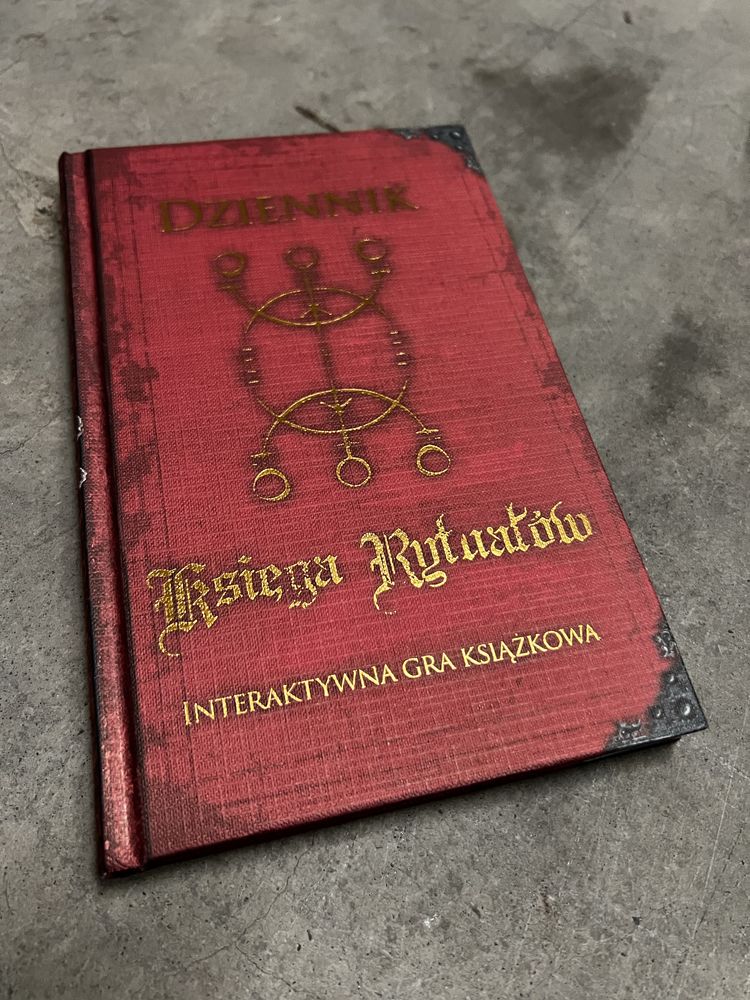 DZIENNIK
Księga Rytuałów
INTERAKTYWNA GRA KSIĄŻKOWA